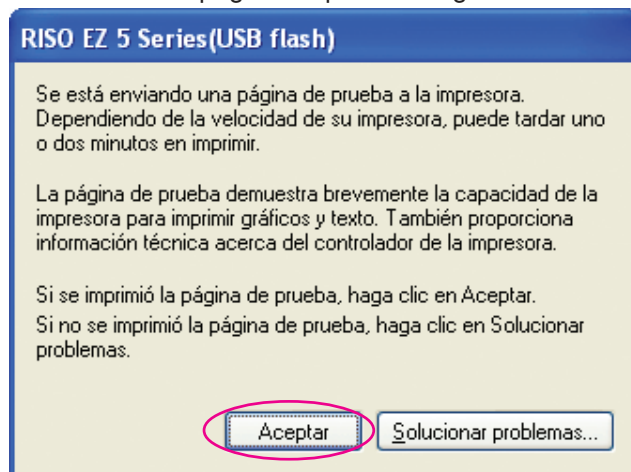 RISO EZ 5 Series(USB flash)
Se está enviando una página de prueba a la impresora.
Dependiendo de la velocidad de su impresora, puede tardar uno
o dos minutos en imprimir.
La página de prueba demuestra brevemente la capacidad de la
impresora para imprimir gráficos y texto. También proporciona
información técnica acerca del controlador de la impresora.
Si se imprimió la página de prueba, haga clic en Aceptar.
Si no se imprimió la página de prueba, haga clic en Solucionar
problemas.
Aceptar
Solucionar problemas...